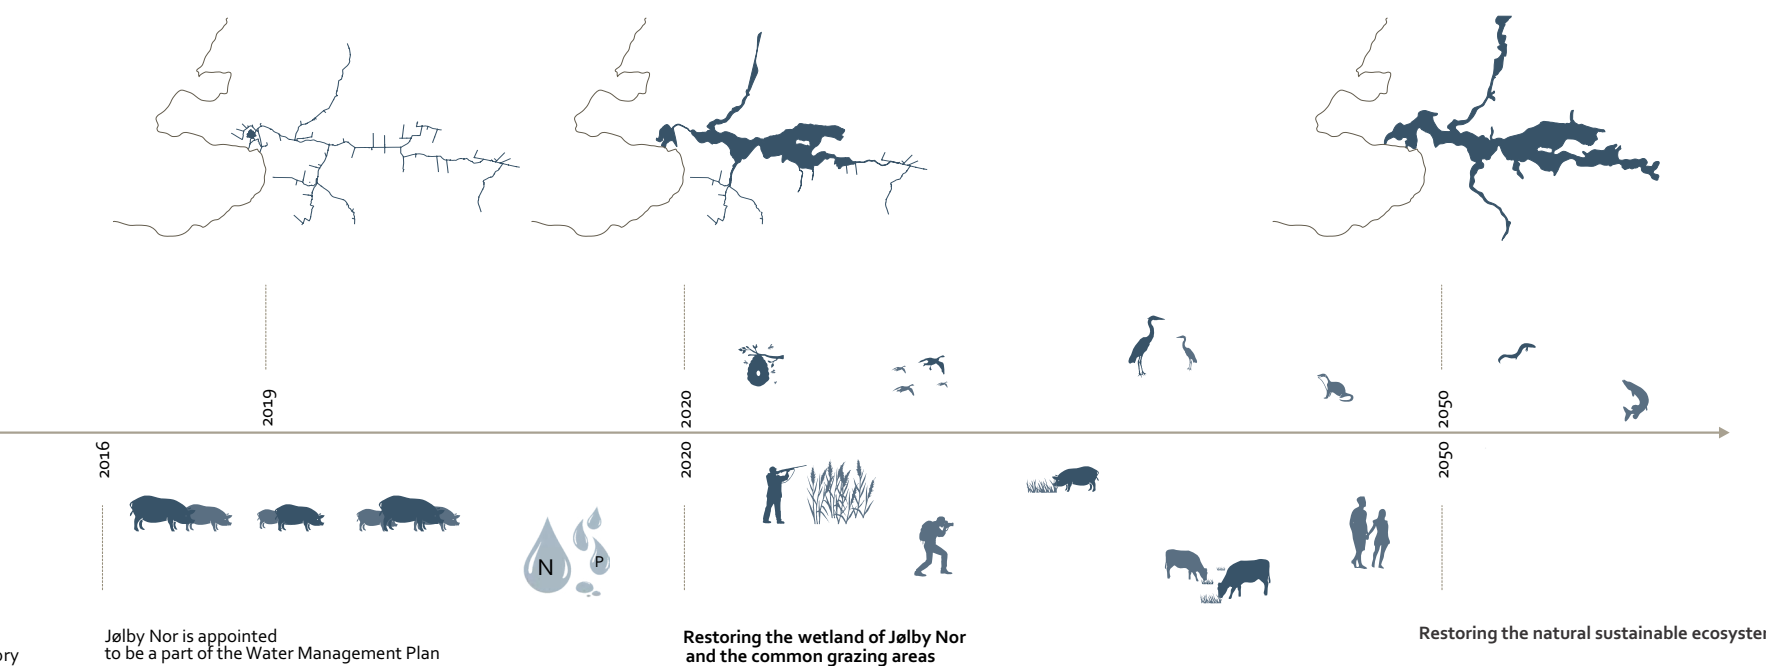 2019
2020
2050
2016
2020
2050
N
P
Jølby Nor is appointed
to be a part of the Water Management Plan
Restoring the wetland of Jølby Nor
and the common grazing areas
Restoring the natural sustainable